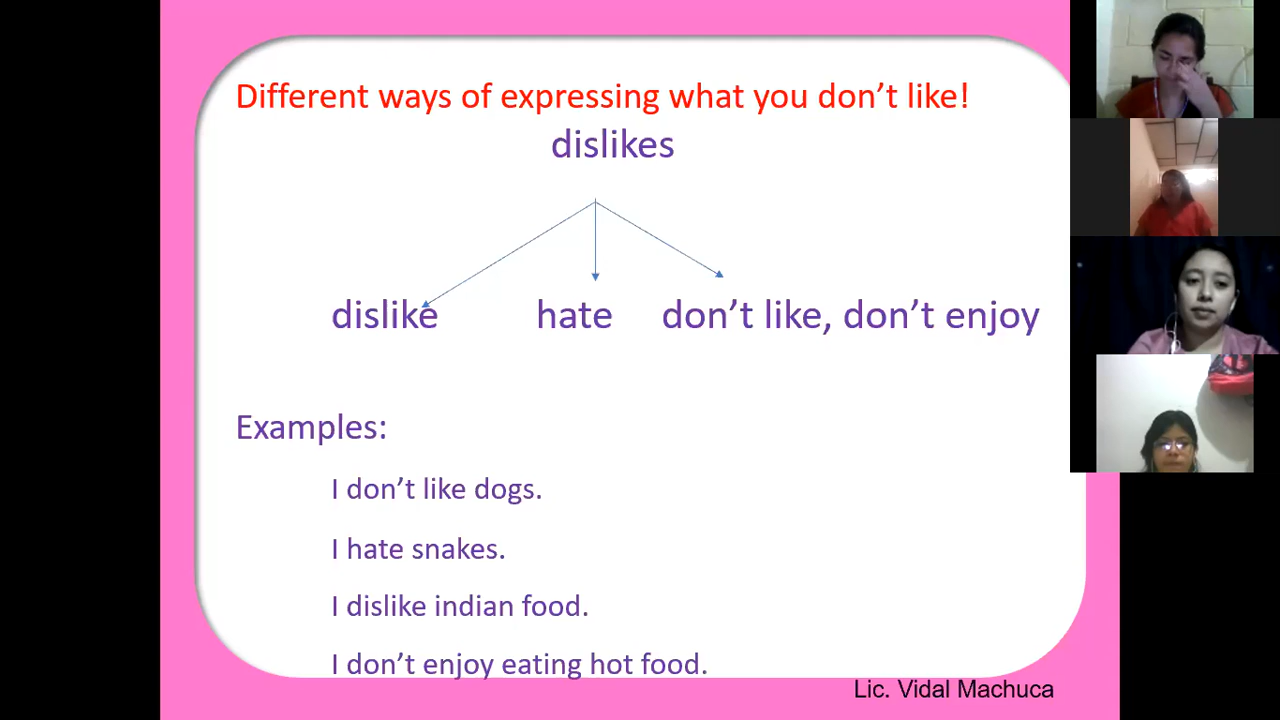 Different ways of expressing what you don’t like!
dislikes
dislike hate don’t like, don’t enjoy
Examples:
I don’t like dogs.
I hate snakes.
I dislike indian food.
I don’t enjoy eating hot food.
Lic. Vidal Machuca